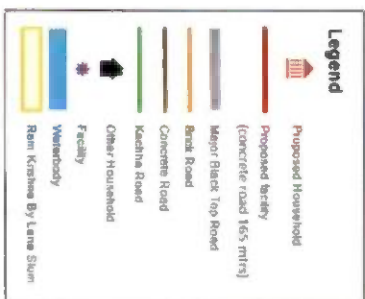 Legend
Proposed Household
Proposed facility
(concrete road 165 mtrs)
Major Black Top Road
Brick Road
Concrete Road
Kachha Road
Other Household
Facility
Waterbody
Ram Krishna By Lane Slum